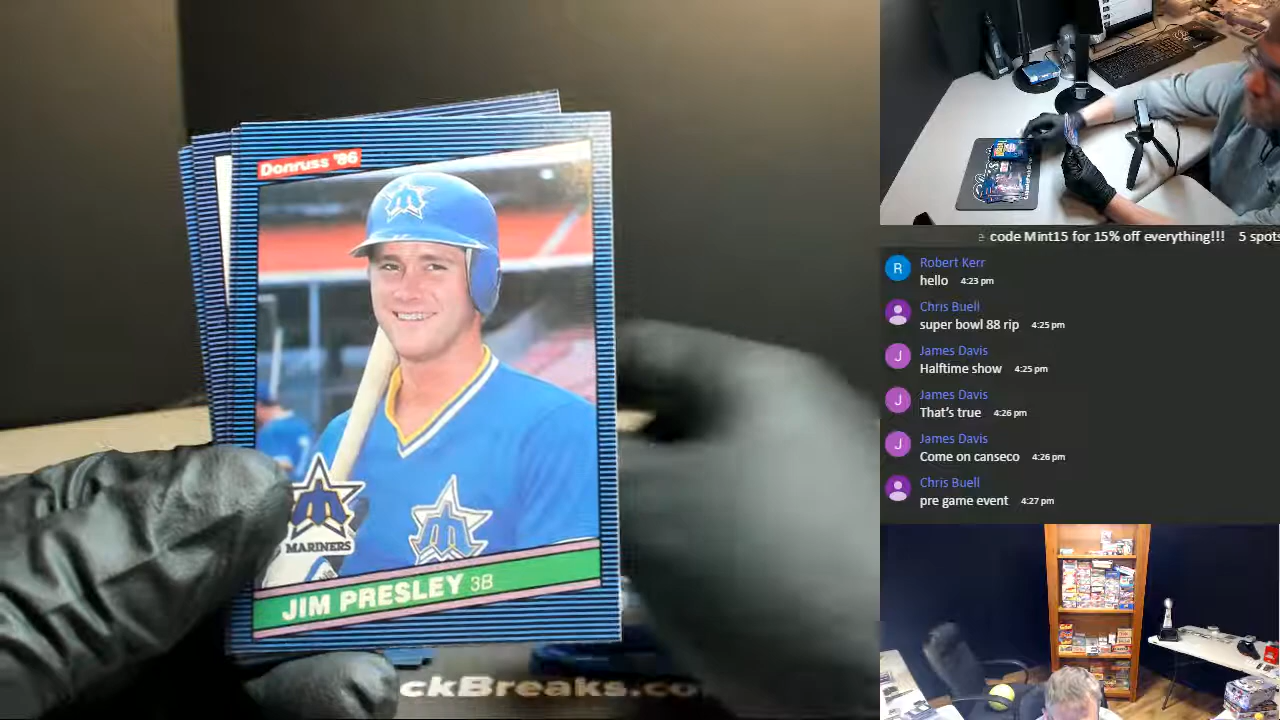 Donruss '86
MARINERS
JIM PRESLEY 3B
ckBreaks.co
e code Mint15 for 15% off everything!!! 5 spots
R Robert Kerr
hello 4:23 pm
Chris Buell
super bowl 88 rip 4:25 pm
J James Davis
Halftime show 4:25 pm
J James Davis
That's true 4:26 pm
J James Davis
Come on canseco 4:26 pm
Chris Buell
pre game event 4:27 pm